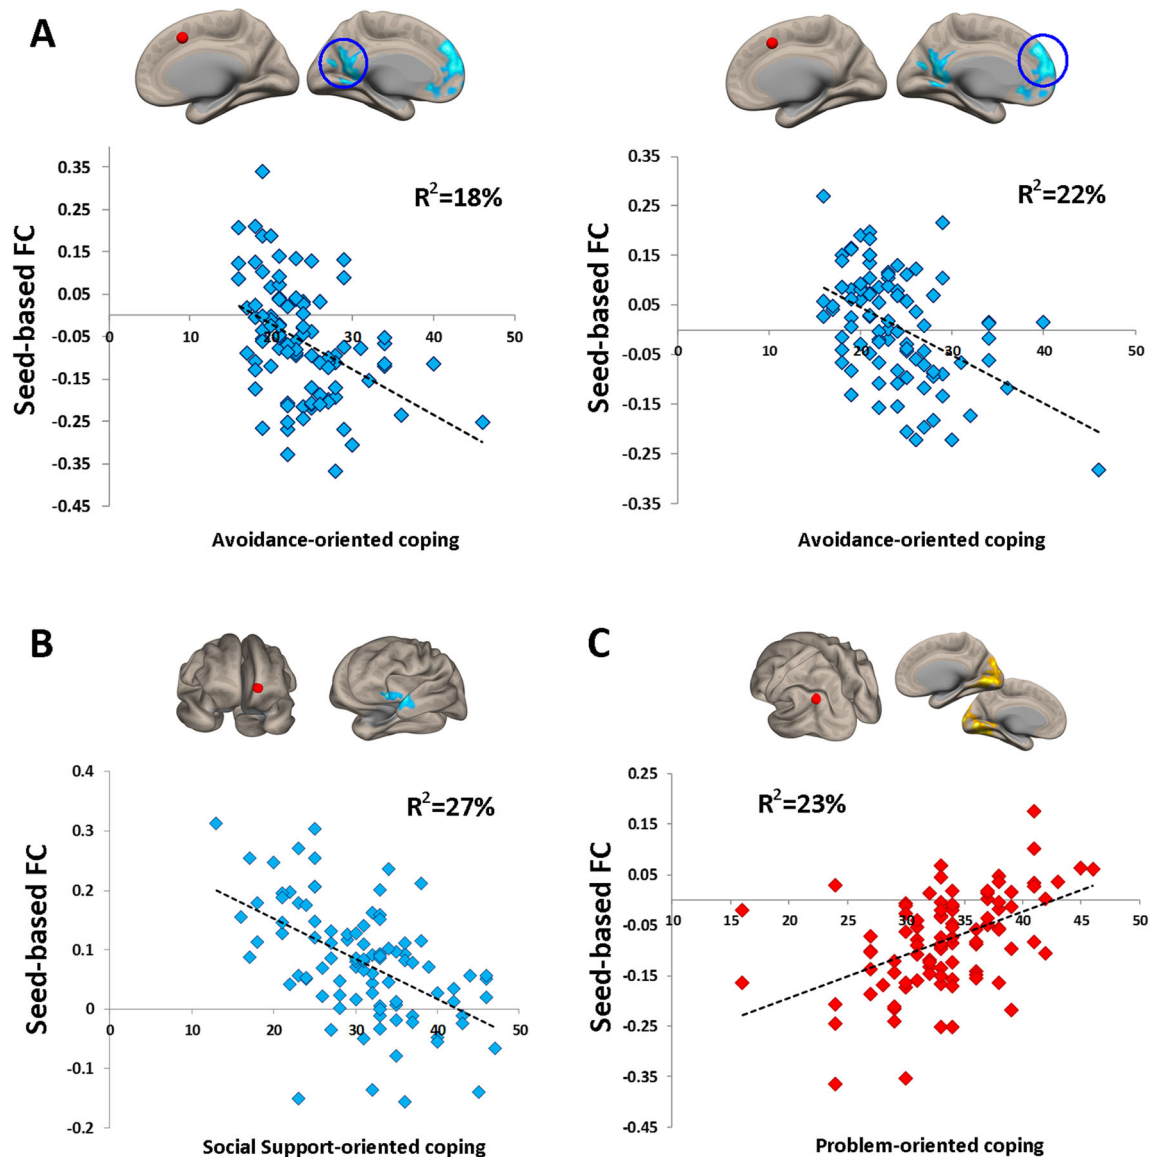 A
R²=18%
Seed-based FC
0.35
0.25
0.15
0.05
-0.05
-0.15
-0.25
-0.35
-0.45
0 10 20 30 40 50
Avoidance-oriented coping
R²=22%
Seed-based FC
0.35
0.25
0.15
0.05
-0.05
-0.15
-0.25
-0.35
0 10 20 30 40 50
Avoidance-oriented coping
B
R²=27%
Seed-based FC
0.4
0.3
0.2
0.1
0
-0.1
-0.2
0 10 20 30 40 50
Social Support-oriented coping
C
R²=23%
Seed-based FC
0.25
0.15
0.05
-0.05
-0.15
-0.25
-0.35
-0.45
10 15 20 25 30 35 40 45 50
Problem-oriented coping